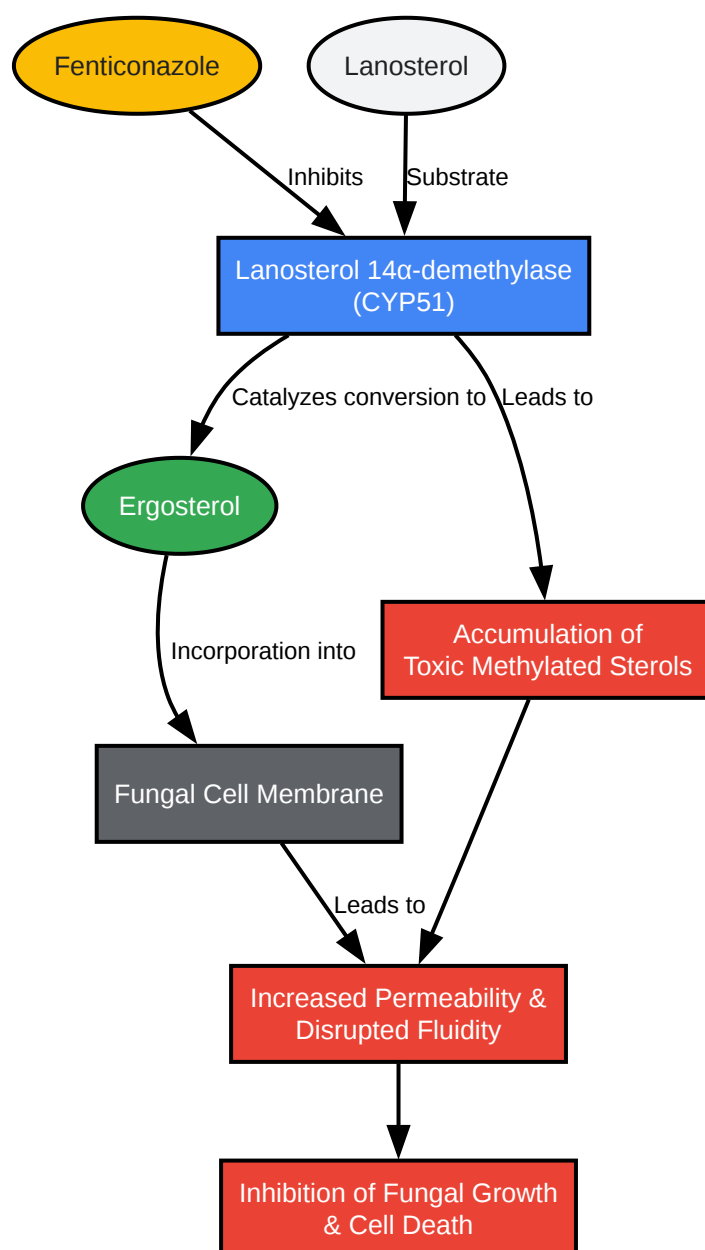 Fenticonazole
Lanosterol
Inhibits
Substrate
Lanosterol 14α-demethylase
(CYP51)
Catalyzes conversion to
Leads to
Ergosterol
Accumulation of
Toxic Methylated Sterols
Incorporation into
Fungal Cell Membrane
Leads to
Increased Permeability &
Disrupted Fluidity
Inhibition of Fungal Growth
& Cell Death